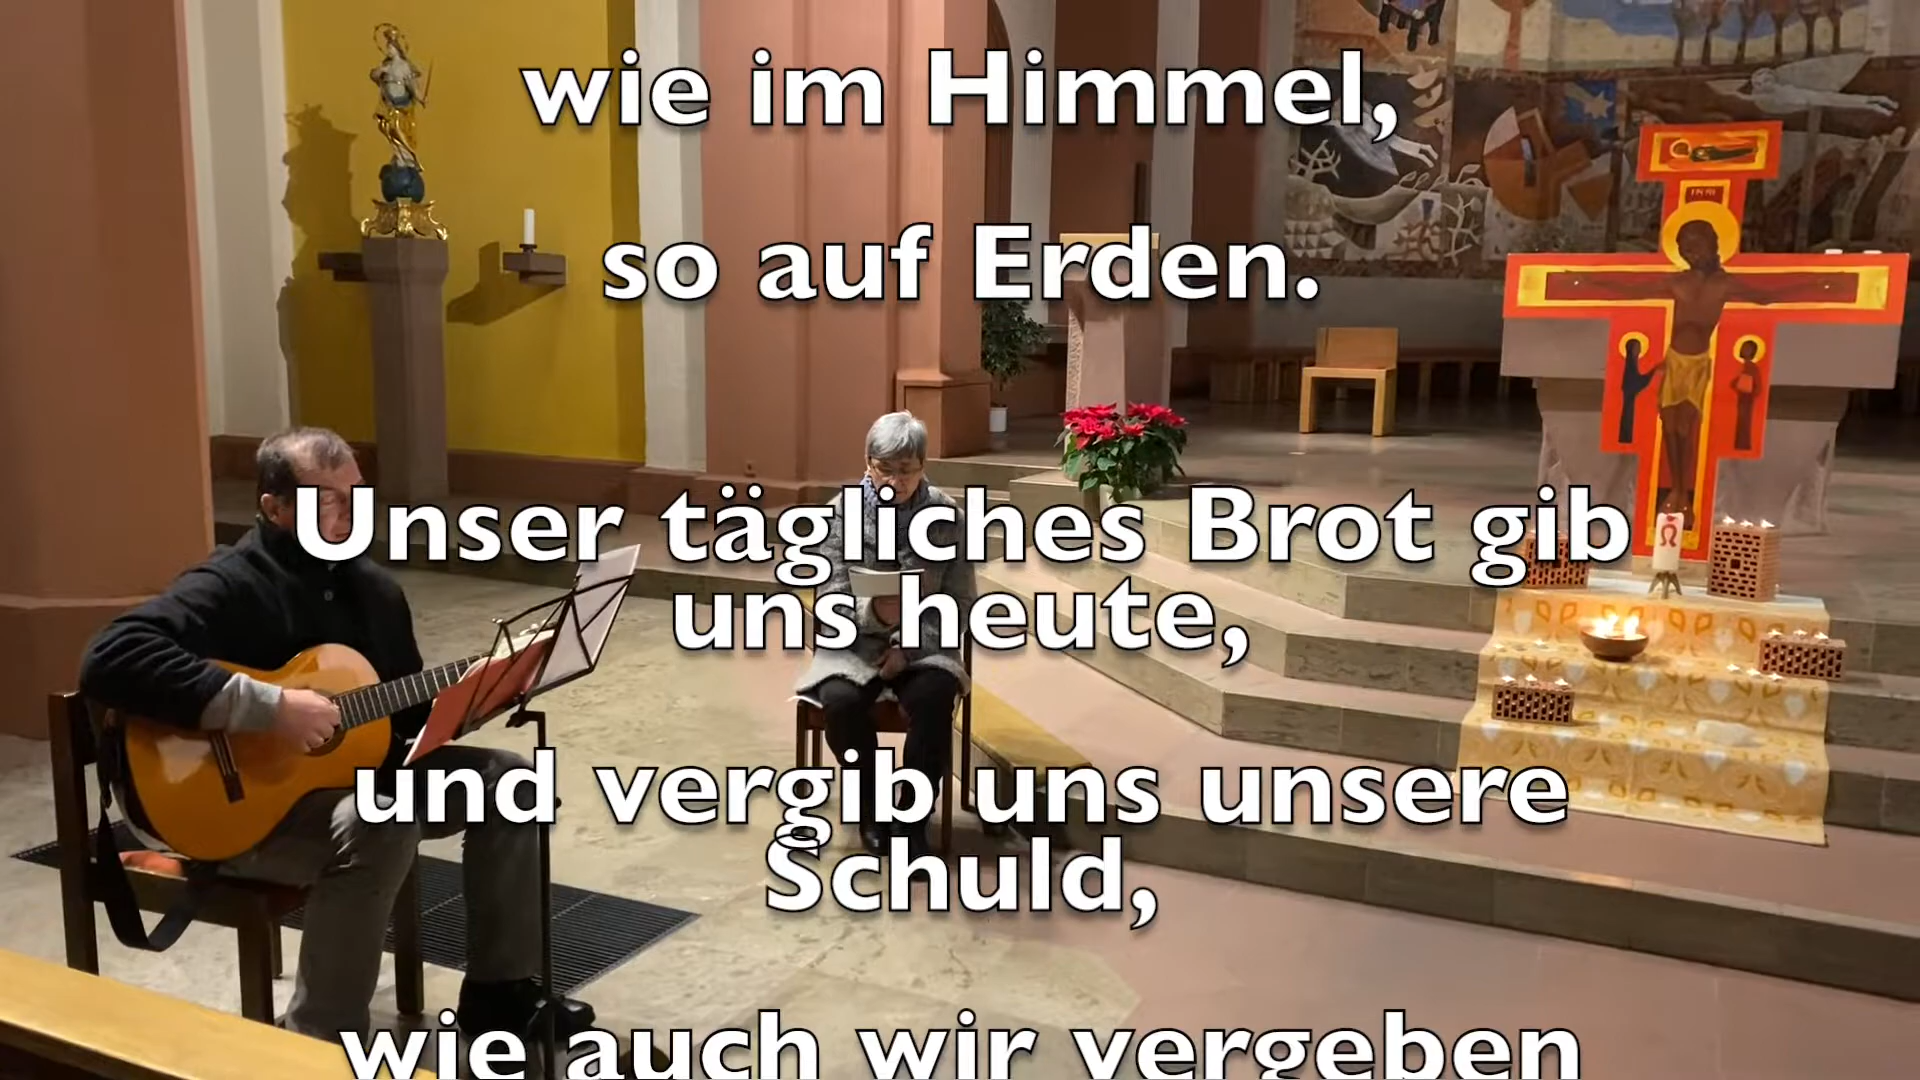 wie im Himmel,
so auf Erden.
Unser tägliches Brot gib
uns heute,
und vergib uns unsere
Schuld,
wie auch wir vergeben